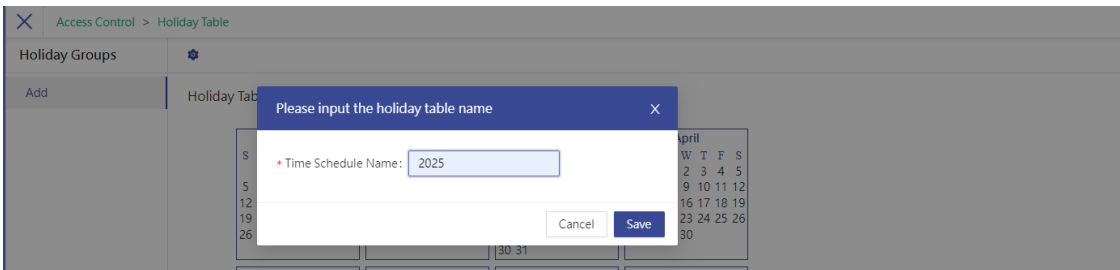 Access Control > Holiday Table
Holiday Groups
Add
Holiday Tab
Please input the holiday table name X
* Time Schedule Name: 2025
Cancel Save
April
S W T F S
2 3 4 5
5 9 10 11 12
12 16 17 18 19
19 23 24 25 26
26 30
30 31